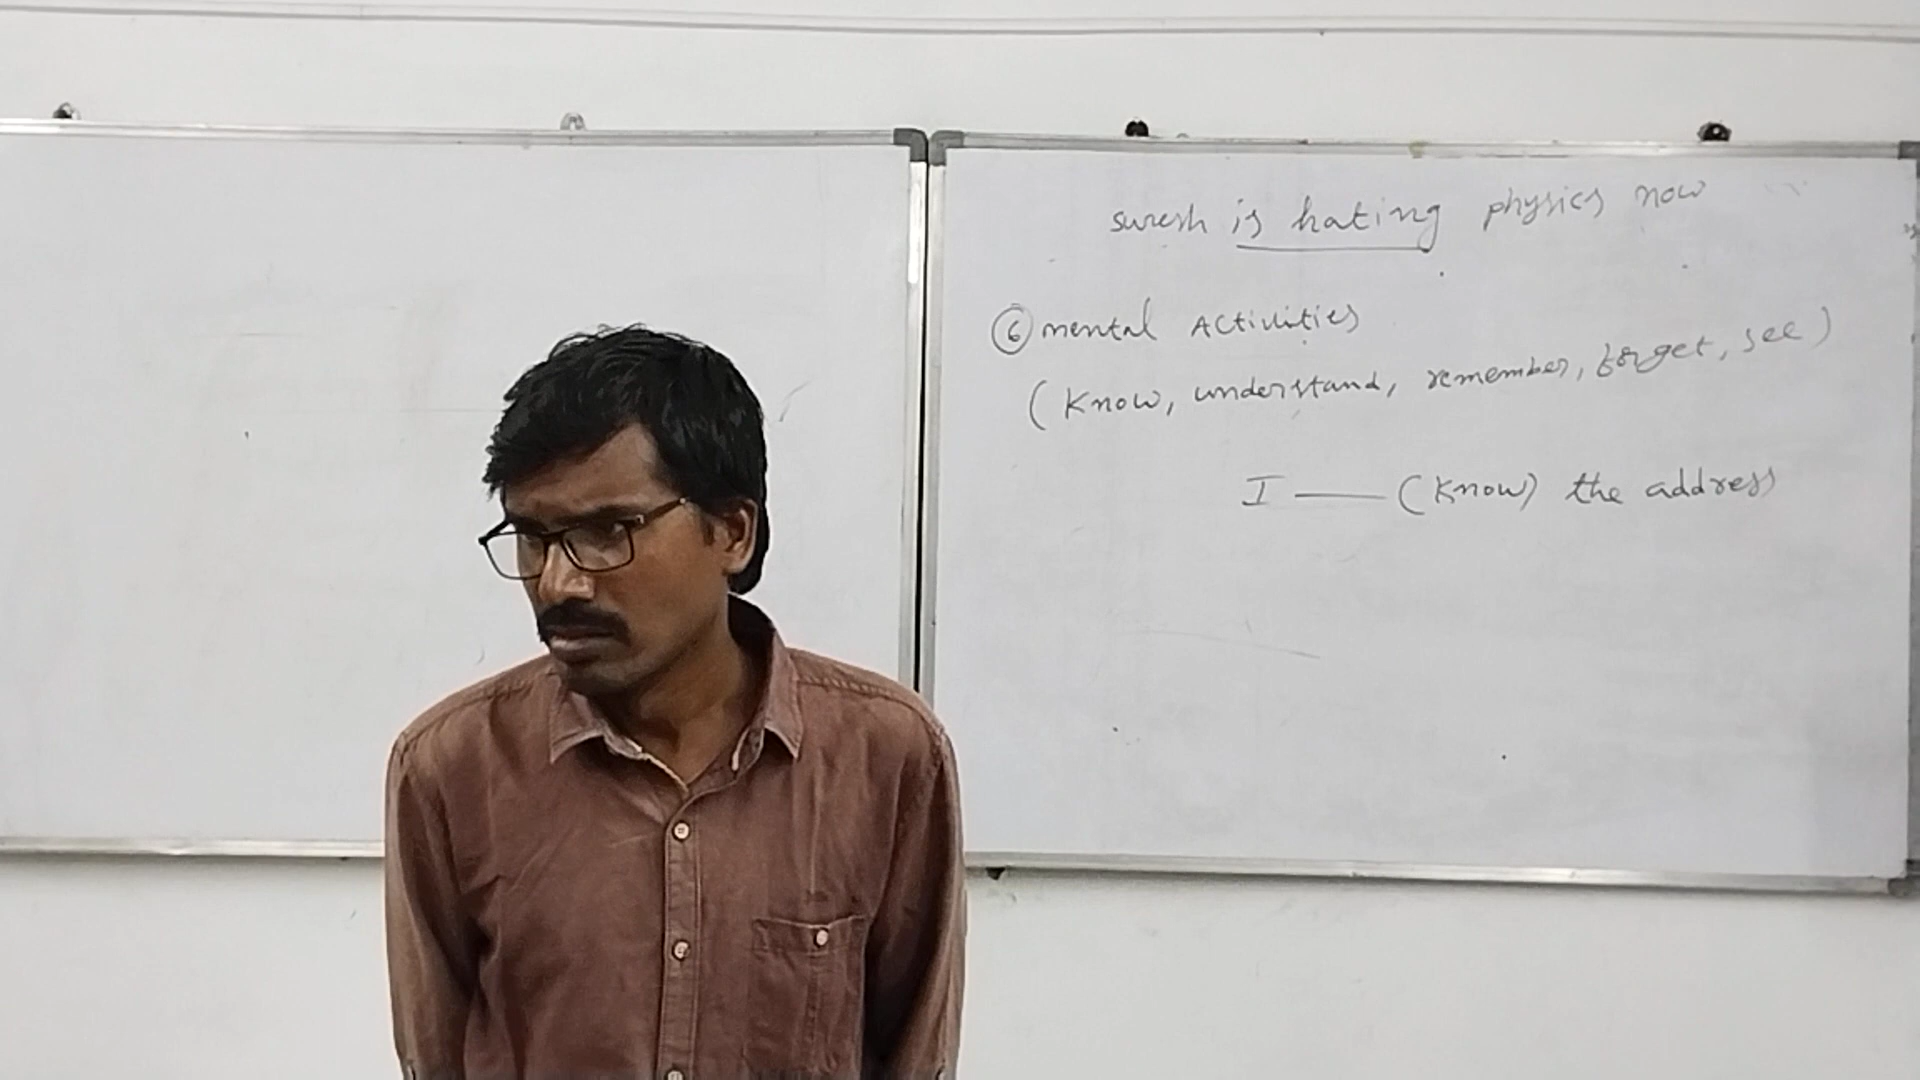 suresh is hating physics now
6 mental Activities
(Know, understand, remember, forget, see)
I —— (Know) the address